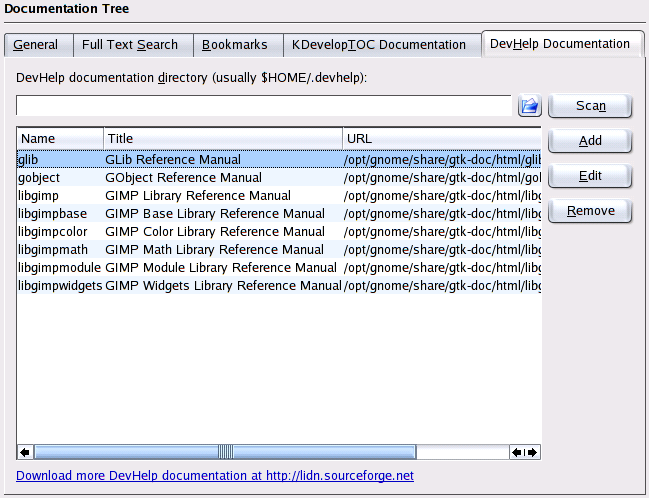 Documentation Tree
General Full Text Search Bookmarks KDevelopTOC Documentation DevHelp Documentation
DevHelp documentation directory (usually $HOME/.devhelp):
Scan
Name Title URL
Add
glib GLib Reference Manual /opt/gnome/share/gtk-doc/html/glib
gobject GObject Reference Manual /opt/gnome/share/gtk-doc/html/gol
Edit
libgimp GIMP Library Reference Manual /opt/gnome/share/gtk-doc/html/libg
libgimpbase GIMP Base Library Reference Manual /opt/gnome/share/gtk-doc/html/libg
Remove
libgimpcolor GIMP Color Library Reference Manual /opt/gnome/share/gtk-doc/html/libg
libgimpmath GIMP Math Library Reference Manual /opt/gnome/share/gtk-doc/html/libg
libgimpmodule GIMP Module Library Reference Manual /opt/gnome/share/gtk-doc/html/libg
libgimpwidgets GIMP Widgets Library Reference Manual /opt/gnome/share/gtk-doc/html/libg
Download more DevHelp documentation at http://lidn.sourceforge.net